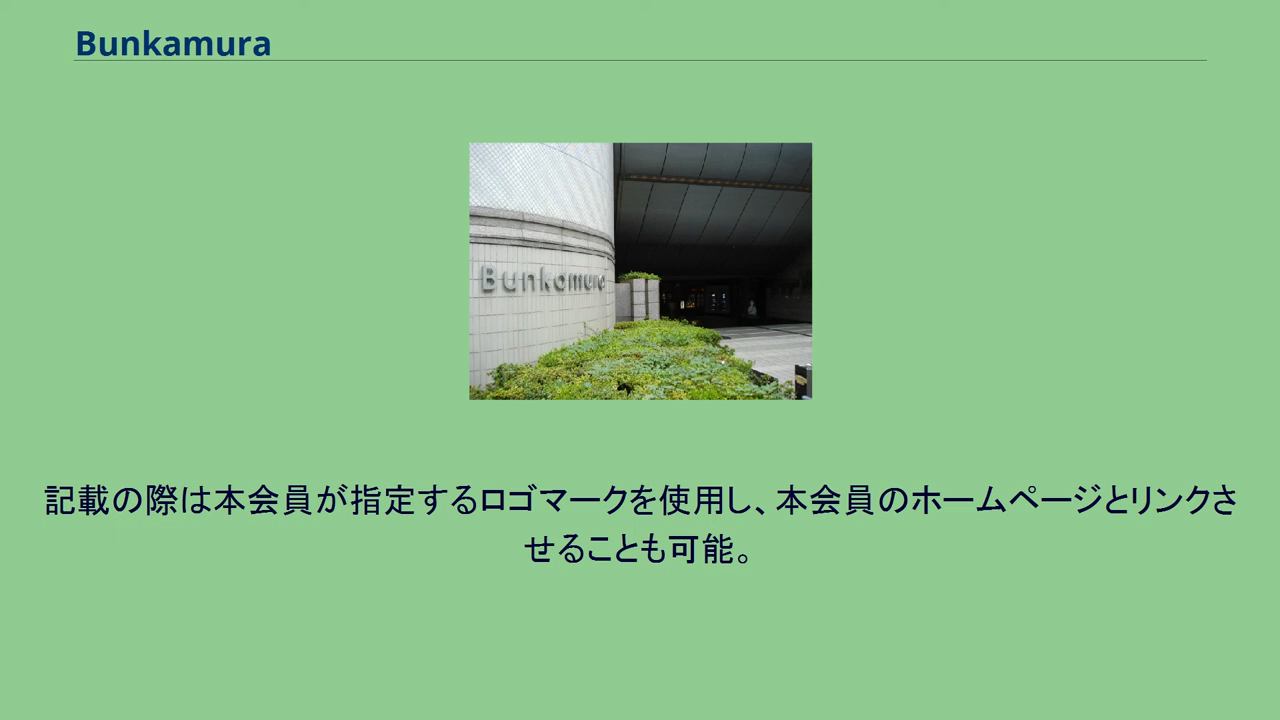 Bunkamura
Bunkamura
記載の際は本会員が指定するロゴマークを使用し、本会員のホームページとリンクさ
せることも可能。